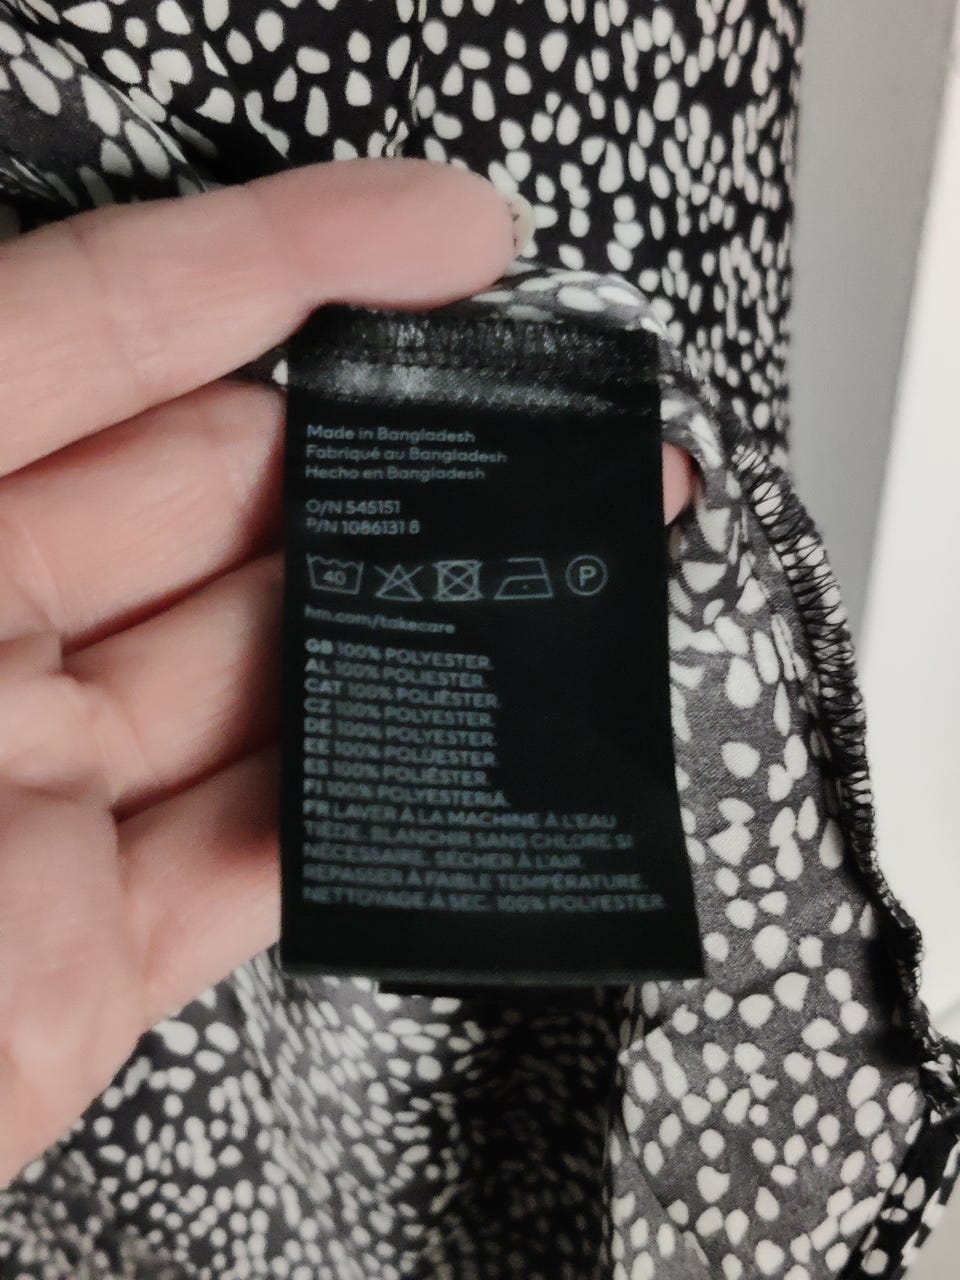 Made in Bangladesh
Fabriqué au Bangladesh
Hecho en Bangladesh
O/N 545151
P/N 1086131 8
40 P
hm.com/takecare
GB 100% POLYESTER.
AL 100% POLIESTER.
CAT 100% POLIÉSTER.
CZ 100% POLYESTER.
DE 100% POLYESTER.
EE 100% POLÜESTER.
ES 100% POLIÉSTER.
FI 100% POLYESTERIÄ.
FR LAVER À LA MACHINE À L'EAU
TIÈDE. BLANCHIR SANS CHLORE SI
NÉCESSAIRE. SÉCHER À L'AIR.
REPASSER À FAIBLE TEMPÉRATURE.
NETTOYAGE À SEC. 100% POLYESTER.